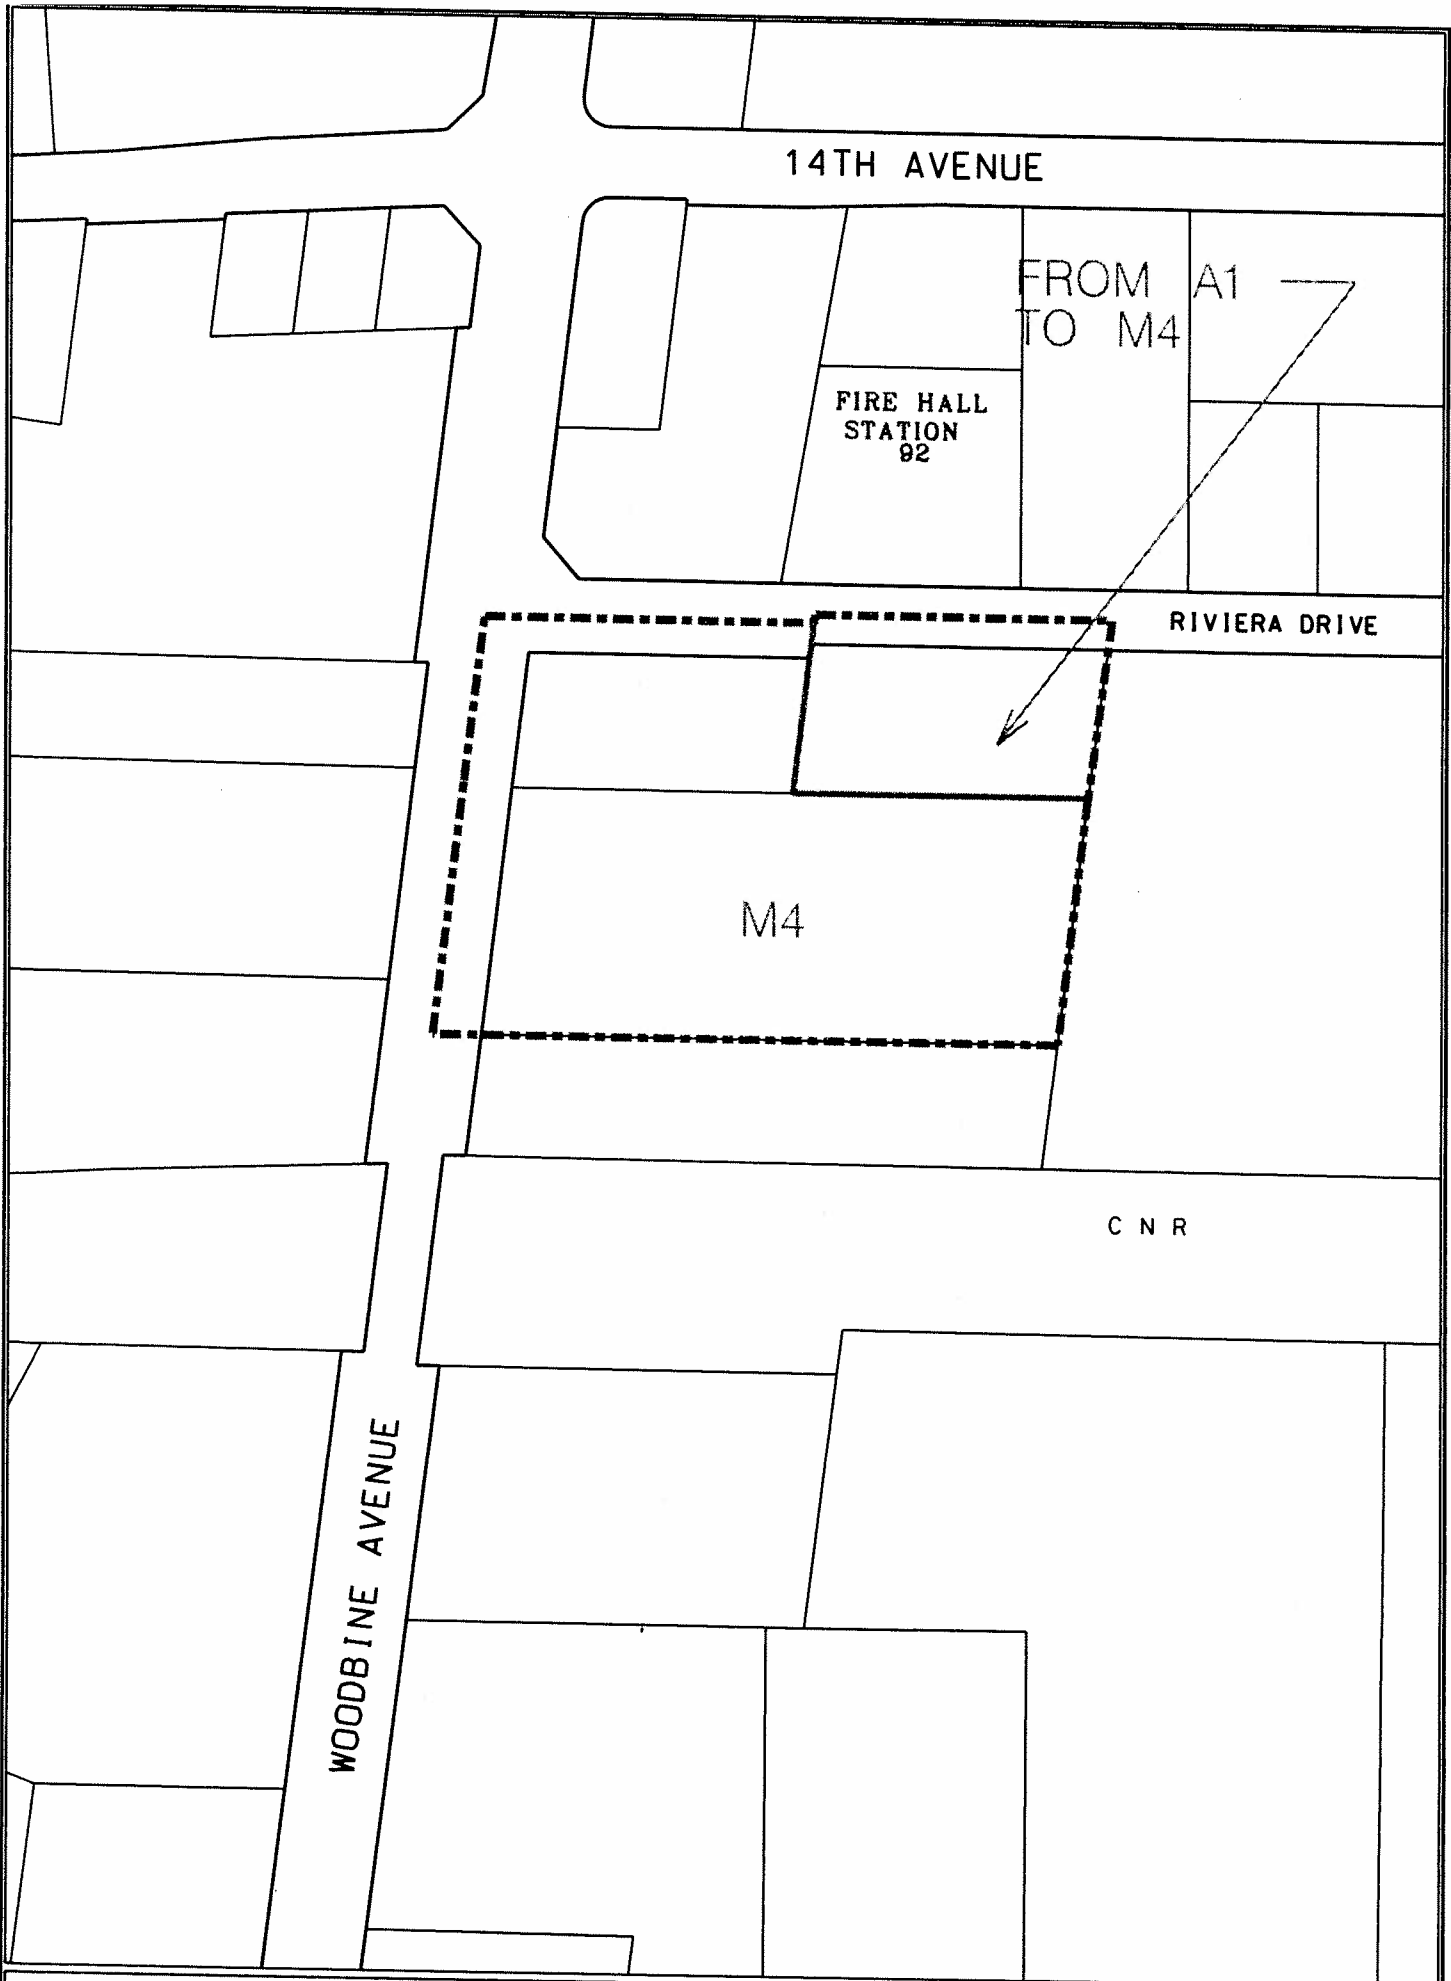 14TH AVENUE
FROM A1
TO M4
FIRE HALL
STATION
92
RIVIERA DRIVE
M4
C N R
WOODBINE AVENUE